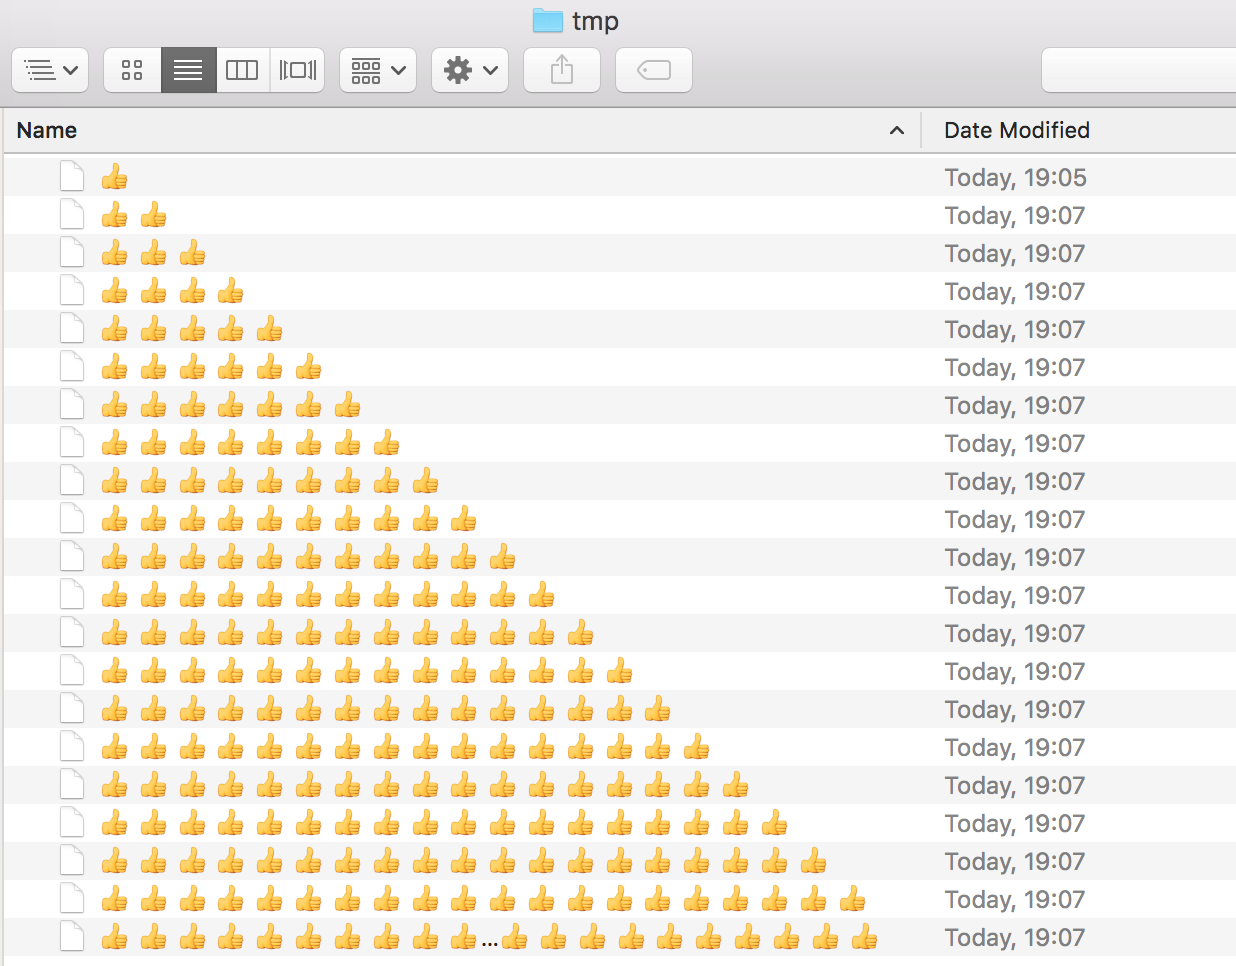 tmp
Name Date Modified
👍 Today, 19:05
👍👍 Today, 19:07
👍👍👍 Today, 19:07
👍👍👍👍 Today, 19:07
👍👍👍👍👍 Today, 19:07
👍👍👍👍👍👍 Today, 19:07
👍👍👍👍👍👍👍 Today, 19:07
👍👍👍👍👍👍👍👍 Today, 19:07
👍👍👍👍👍👍👍👍👍 Today, 19:07
👍👍👍👍👍👍👍👍👍👍 Today, 19:07
👍👍👍👍👍👍👍👍👍👍👍 Today, 19:07
👍👍👍👍👍👍👍👍👍👍👍👍 Today, 19:07
👍👍👍👍👍👍👍👍👍👍👍👍👍 Today, 19:07
👍👍👍👍👍👍👍👍👍👍👍👍👍👍 Today, 19:07
👍👍👍👍👍👍👍👍👍👍👍👍👍👍👍 Today, 19:07
👍👍👍👍👍👍👍👍👍👍👍👍👍👍👍👍 Today, 19:07
👍👍👍👍👍👍👍👍👍👍👍👍👍👍👍👍👍 Today, 19:07
👍👍👍👍👍👍👍👍👍👍👍👍👍👍👍👍👍👍 Today, 19:07
👍👍👍👍👍👍👍👍👍👍👍👍👍👍👍👍👍👍👍 Today, 19:07
👍👍👍👍👍👍👍👍👍👍👍👍👍👍👍👍👍👍👍👍 Today, 19:07
👍👍👍👍👍👍👍👍👍👍...👍👍👍👍👍👍👍👍👍👍 Today, 19:07